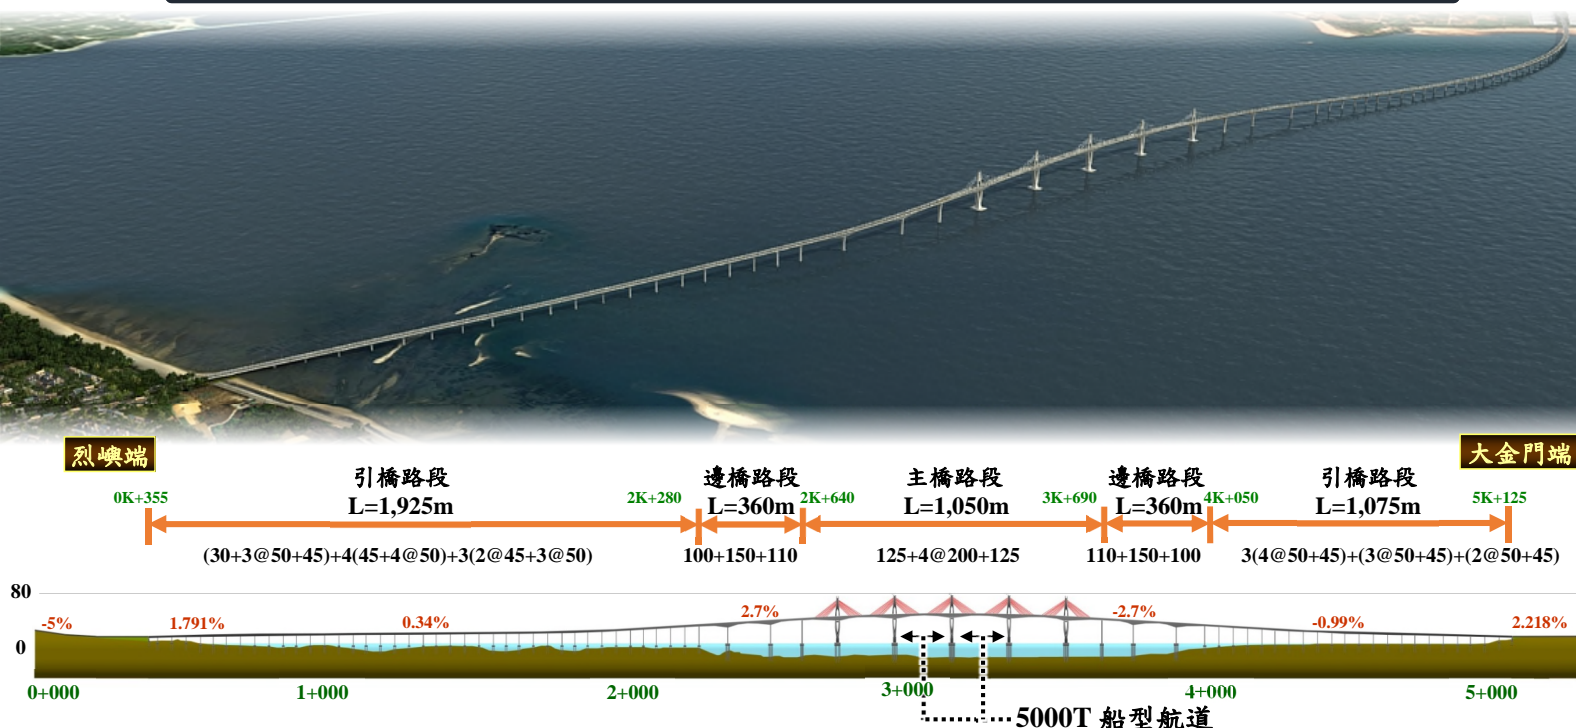 烈嶼端
大金門端
引橋路段
邊橋路段
主橋路段
邊橋路段
引橋路段
0K+355
L=1,925m
2K+280
L=360m
2K+640
L=1,050m
3K+690
L=360m
4K+050
L=1,075m
5K+125
(30+3@50+45)+4(45+4@50)+3(2@45+3@50)
100+150+110
125+4@200+125
110+150+100
3(4@50+45)+(3@50+45)+(2@50+45)
80
-5%
1.791%
0.34%
2.7%
-2.7%
-0.99%
2.218%
0
0+000
1+000
2+000
3+000
4+000
5+000
5000T 船型航道